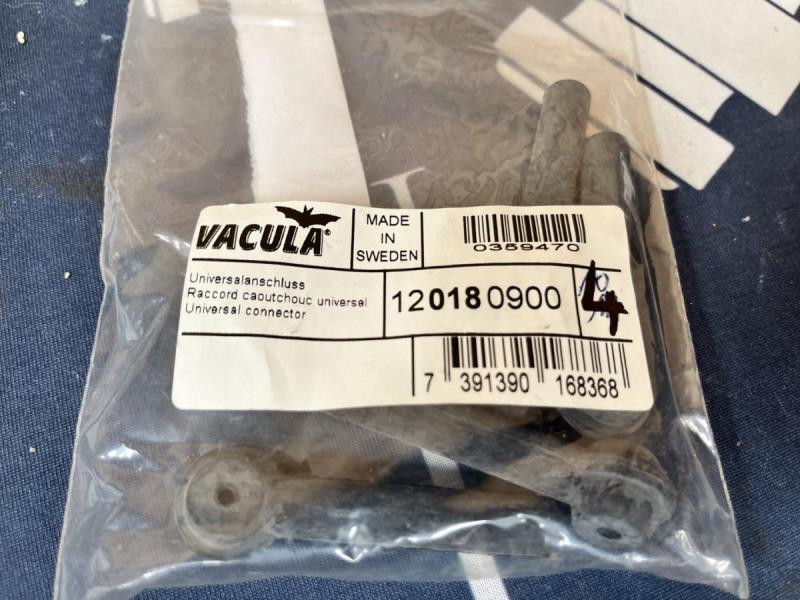 VACULA®
MADE
IN
SWEDEN
0359470
Universalanschluss
Raccord caoutchouc universel
Universal connector
12 018 0900
4
7 391390 168368